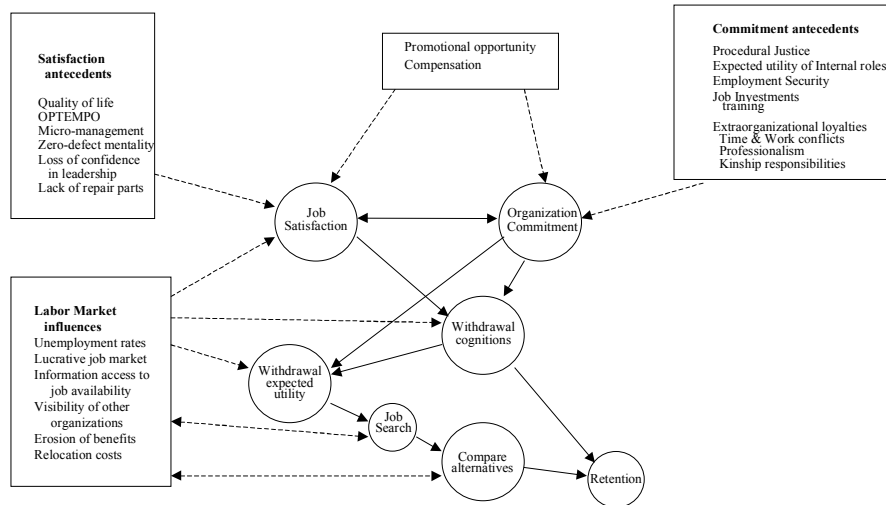 Satisfaction
antecedents
Quality of life
OPTEMPO
Micro-management
Zero-defect mentality
Loss of confidence
in leadership
Lack of repair parts
Promotional opportunity
Compensation
Commitment antecedents
Procedural Justice
Expected utility of Internal roles
Employment Security
Job Investments
training
Extraorganizational loyalties
Time & Work conflicts
Professionalism
Kinship responsibilities
Job
Satisfaction
Organization
Commitment
Labor Market
influences
Unemployment rates
Lucrative job market
Information access to
job availability
Visibility of other
organizations
Erosion of benefits
Relocation costs
Withdrawal
cognitions
Withdrawal
expected
utility
Job
Search
Compare
alternatives
Retention